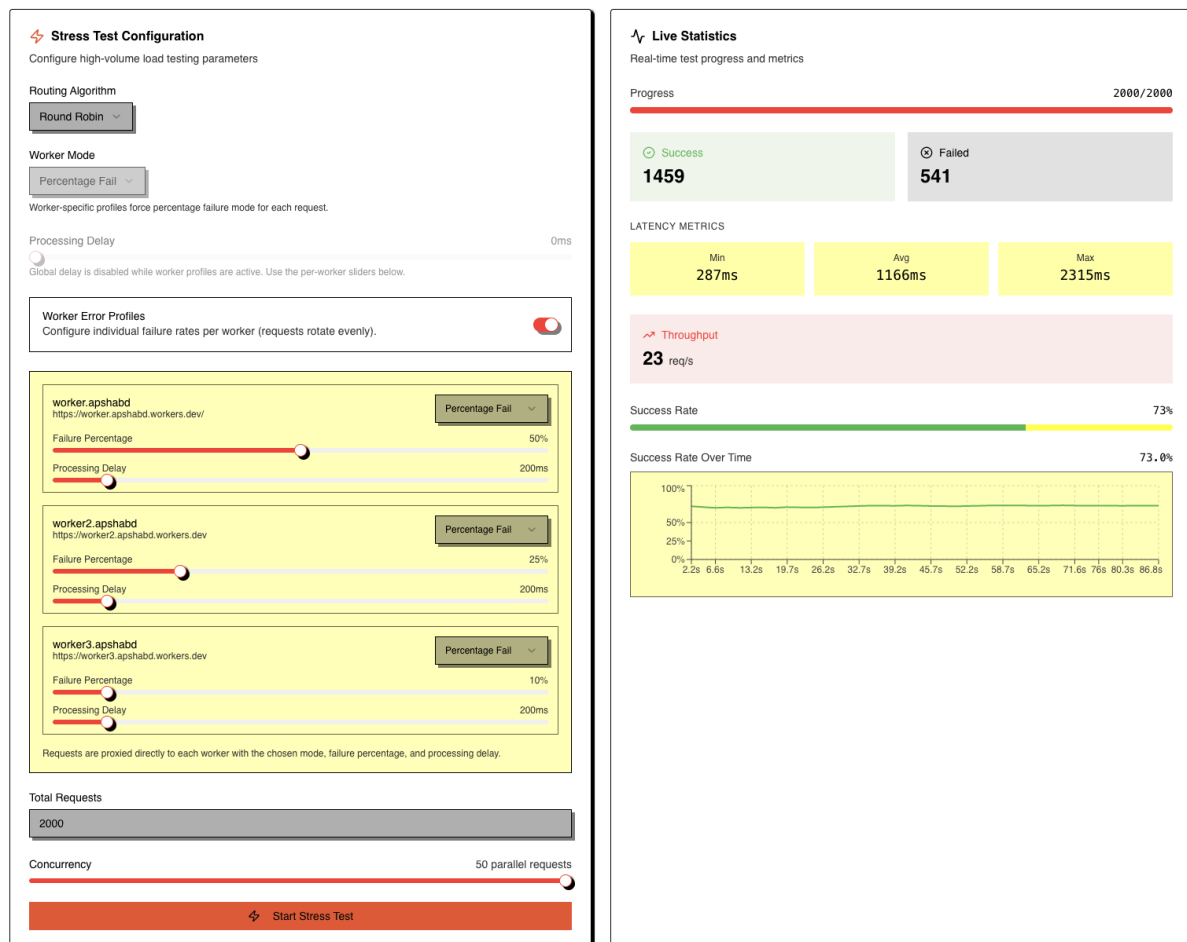 Stress Test Configuration
Configure high-volume load testing parameters
Routing Algorithm
Round Robin
Worker Mode
Percentage Fail
Worker-specific profiles force percentage failure mode for each request.
Processing Delay 0ms
Global delay is disabled while worker profiles are active. Use the per-worker sliders below.
Worker Error Profiles
Configure individual failure rates per worker (requests rotate evenly).
worker.apshabd
https://worker.apshabd.workers.dev/
Percentage Fail
Failure Percentage 50%
Processing Delay 200ms
worker2.apshabd
https://worker2.apshabd.workers.dev
Percentage Fail
Failure Percentage 25%
Processing Delay 200ms
worker3.apshabd
https://worker3.apshabd.workers.dev
Percentage Fail
Failure Percentage 10%
Processing Delay 200ms
Requests are proxied directly to each worker with the chosen mode, failure percentage, and processing delay.
Total Requests
2000
Concurrency 50 parallel requests
Start Stress Test
Live Statistics
Real-time test progress and metrics
Progress 2000/2000
Success
1459
Failed
541
LATENCY METRICS
Min
287ms
Avg
1166ms
Max
2315ms
Throughput
23 req/s
Success Rate 73%
Success Rate Over Time 73.0%
100%
50%
25%
0%
2.2s 6.6s 13.2s 19.7s 26.2s 32.7s 39.2s 45.7s 52.2s 58.7s 65.2s 71.6s 76s 80.3s 86.8s